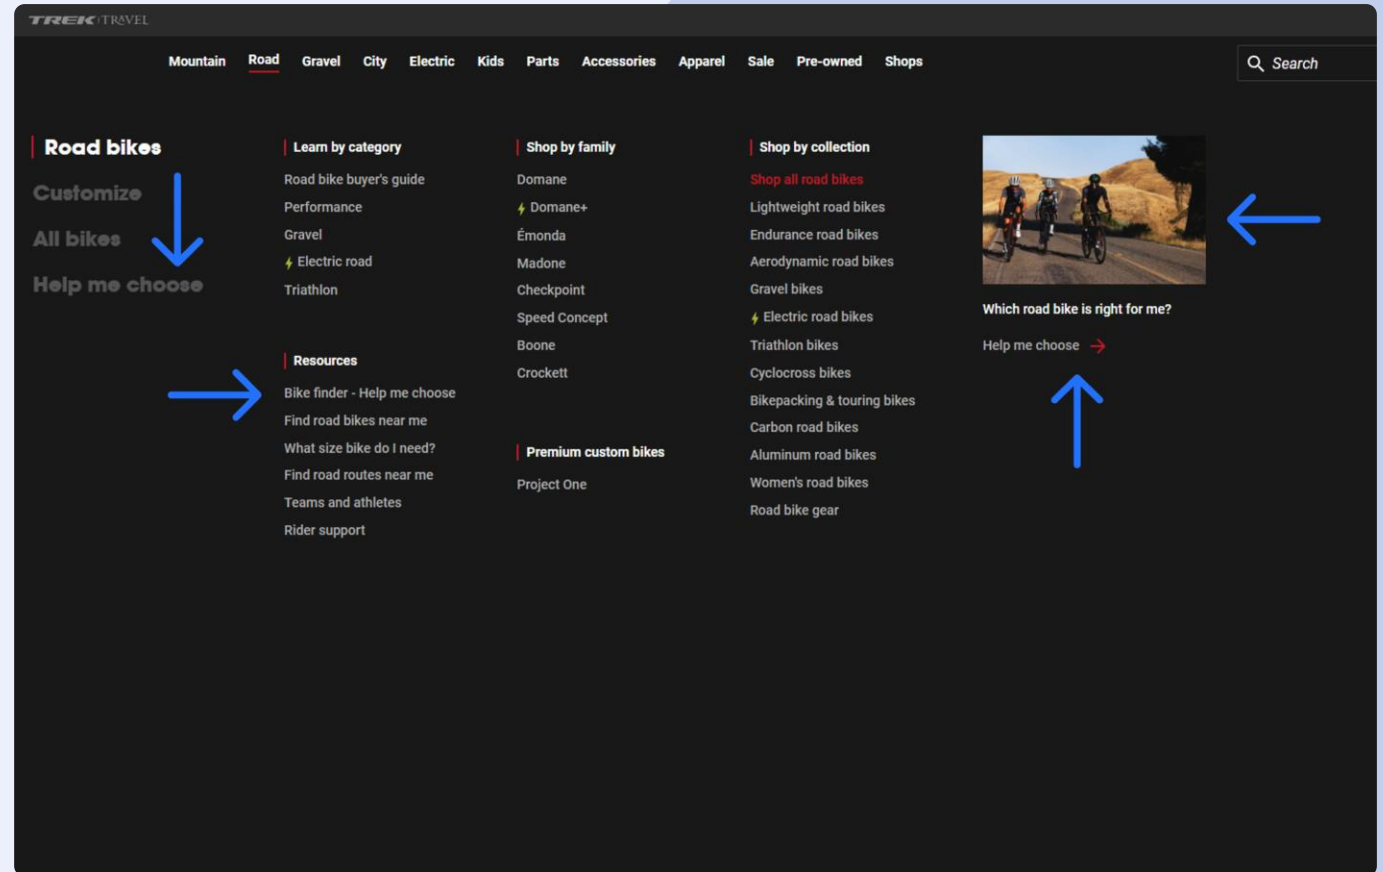 TREK TRAVEL
Mountain Road Gravel City Electric Kids Parts Accessories Apparel Sale Pre-owned Shops
Search
Road bikes
Customize
All bikes
Help me choose
Learn by category
Road bike buyer's guide
Performance
Gravel
Electric road
Triathlon
Resources
Bike finder - Help me choose
Find road bikes near me
What size bike do I need?
Find road routes near me
Teams and athletes
Rider support
Shop by family
Domane
Domane+
Émonda
Madone
Checkpoint
Speed Concept
Boone
Crockett
Premium custom bikes
Project One
Shop by collection
Shop all road bikes
Lightweight road bikes
Endurance road bikes
Aerodynamic road bikes
Gravel bikes
Electric road bikes
Triathlon bikes
Cyclocross bikes
Bikepacking & touring bikes
Carbon road bikes
Aluminum road bikes
Women's road bikes
Road bike gear
Which road bike is right for me?
Help me choose